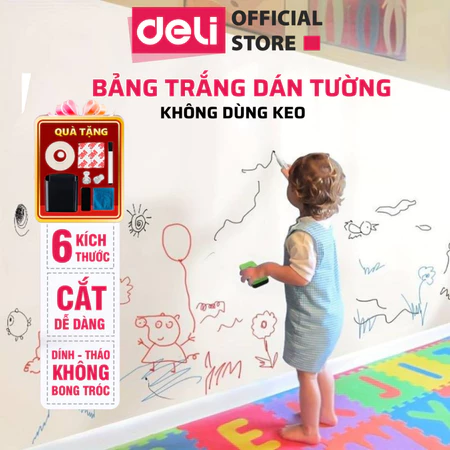 deli OFFICIAL
STORE
BẢNG TRẮNG DÁN TƯỜNG
KHÔNG DÙNG KEO
QUÀ TẶNG
6 KÍCH
THƯỚC
CẮT
DỄ DÀNG
DÍNH - THÁO
KHÔNG
BONG TRÓC